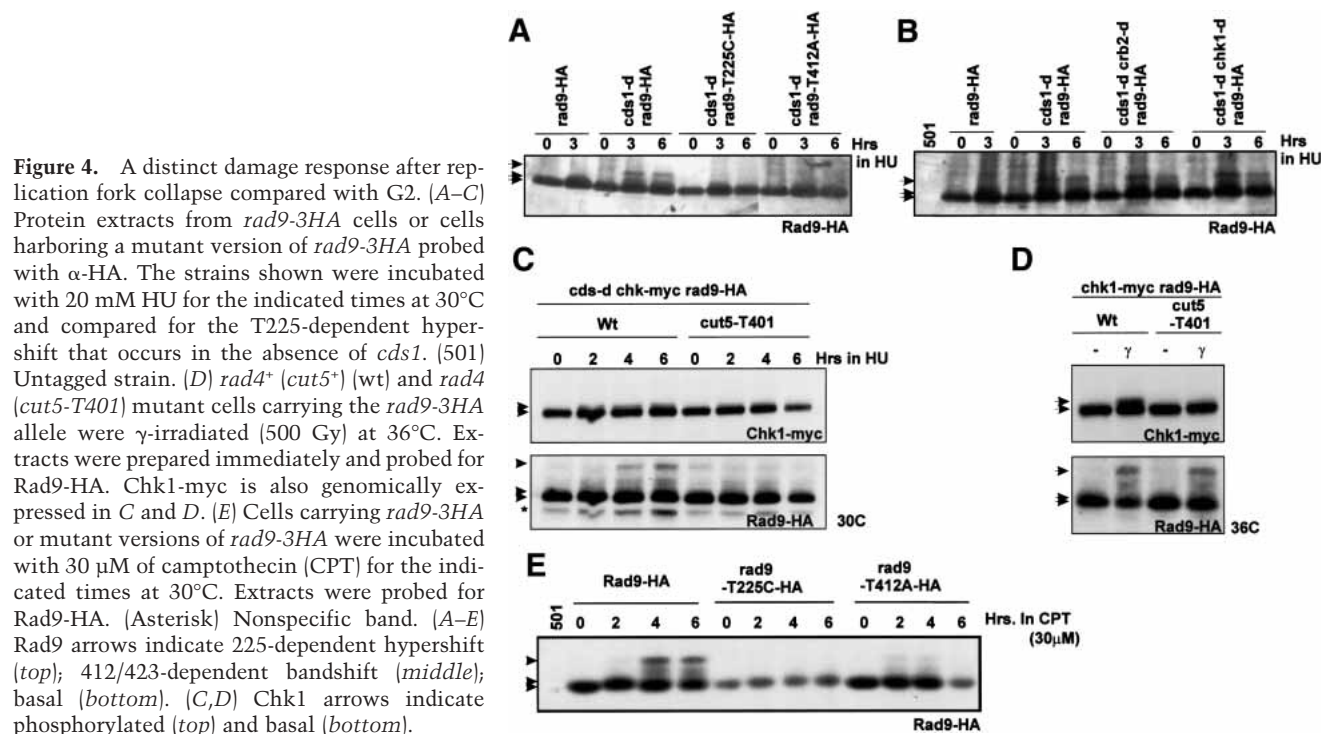 Figure 4. A distinct damage response after rep-
lication fork collapse compared with G2. (A–C)
Protein extracts from rad9-3HA cells or cells
harboring a mutant version of rad9-3HA probed
with α-HA. The strains shown were incubated
with 20 mM HU for the indicated times at 30°C
and compared for the T225-dependent hyper-
shift that occurs in the absence of cds1. (501)
Untagged strain. (D) rad4⁺ (cut5⁺) (wt) and rad4
(cut5-T401) mutant cells carrying the rad9-3HA
allele were γ-irradiated (500 Gy) at 36°C. Ex-
tracts were prepared immediately and probed for
Rad9-HA. Chk1-myc is also genomically ex-
pressed in C and D. (E) Cells carrying rad9-3HA
or mutant versions of rad9-3HA were incubated
with 30 μM of camptothecin (CPT) for the indi-
cated times at 30°C. Extracts were probed for
Rad9-HA. (Asterisk) Nonspecific band. (A–E)
Rad9 arrows indicate 225-dependent hypershift
(top); 412/423-dependent bandshift (middle);
basal (bottom). (C,D) Chk1 arrows indicate
phosphorylated (top) and basal (bottom).
A
rad9-HA
cds1-d
rad9-HA
cds1-d
rad9-T225C-HA
cds1-d
rad9-T412A-HA
0 3 0 3 6 0 3 6 0 3 6 Hrs
in HU
Rad9-HA
B
501
rad9-HA
cds1-d
rad9-HA
cds1-d crb2-d
rad9-HA
cds1-d chk1-d
rad9-HA
0 3 0 3 6 0 3 6 0 3 6 Hrs
in HU
Rad9-HA
C
cds-d chk-myc rad9-HA
Wt cut5-T401
0 2 4 6 0 2 4 6 Hrs in HU
Chk1-myc
*
Rad9-HA 30C
D
chk1-myc rad9-HA
Wt
cut5
-T401
- γ - γ
Chk1-myc
Rad9-HA 36C
E
501
Rad9-HA
rad9
-T225C-HA
rad9
-T412A-HA
0 2 4 6 0 2 4 6 0 2 4 6 Hrs. In CPT
(30μM)
Rad9-HA